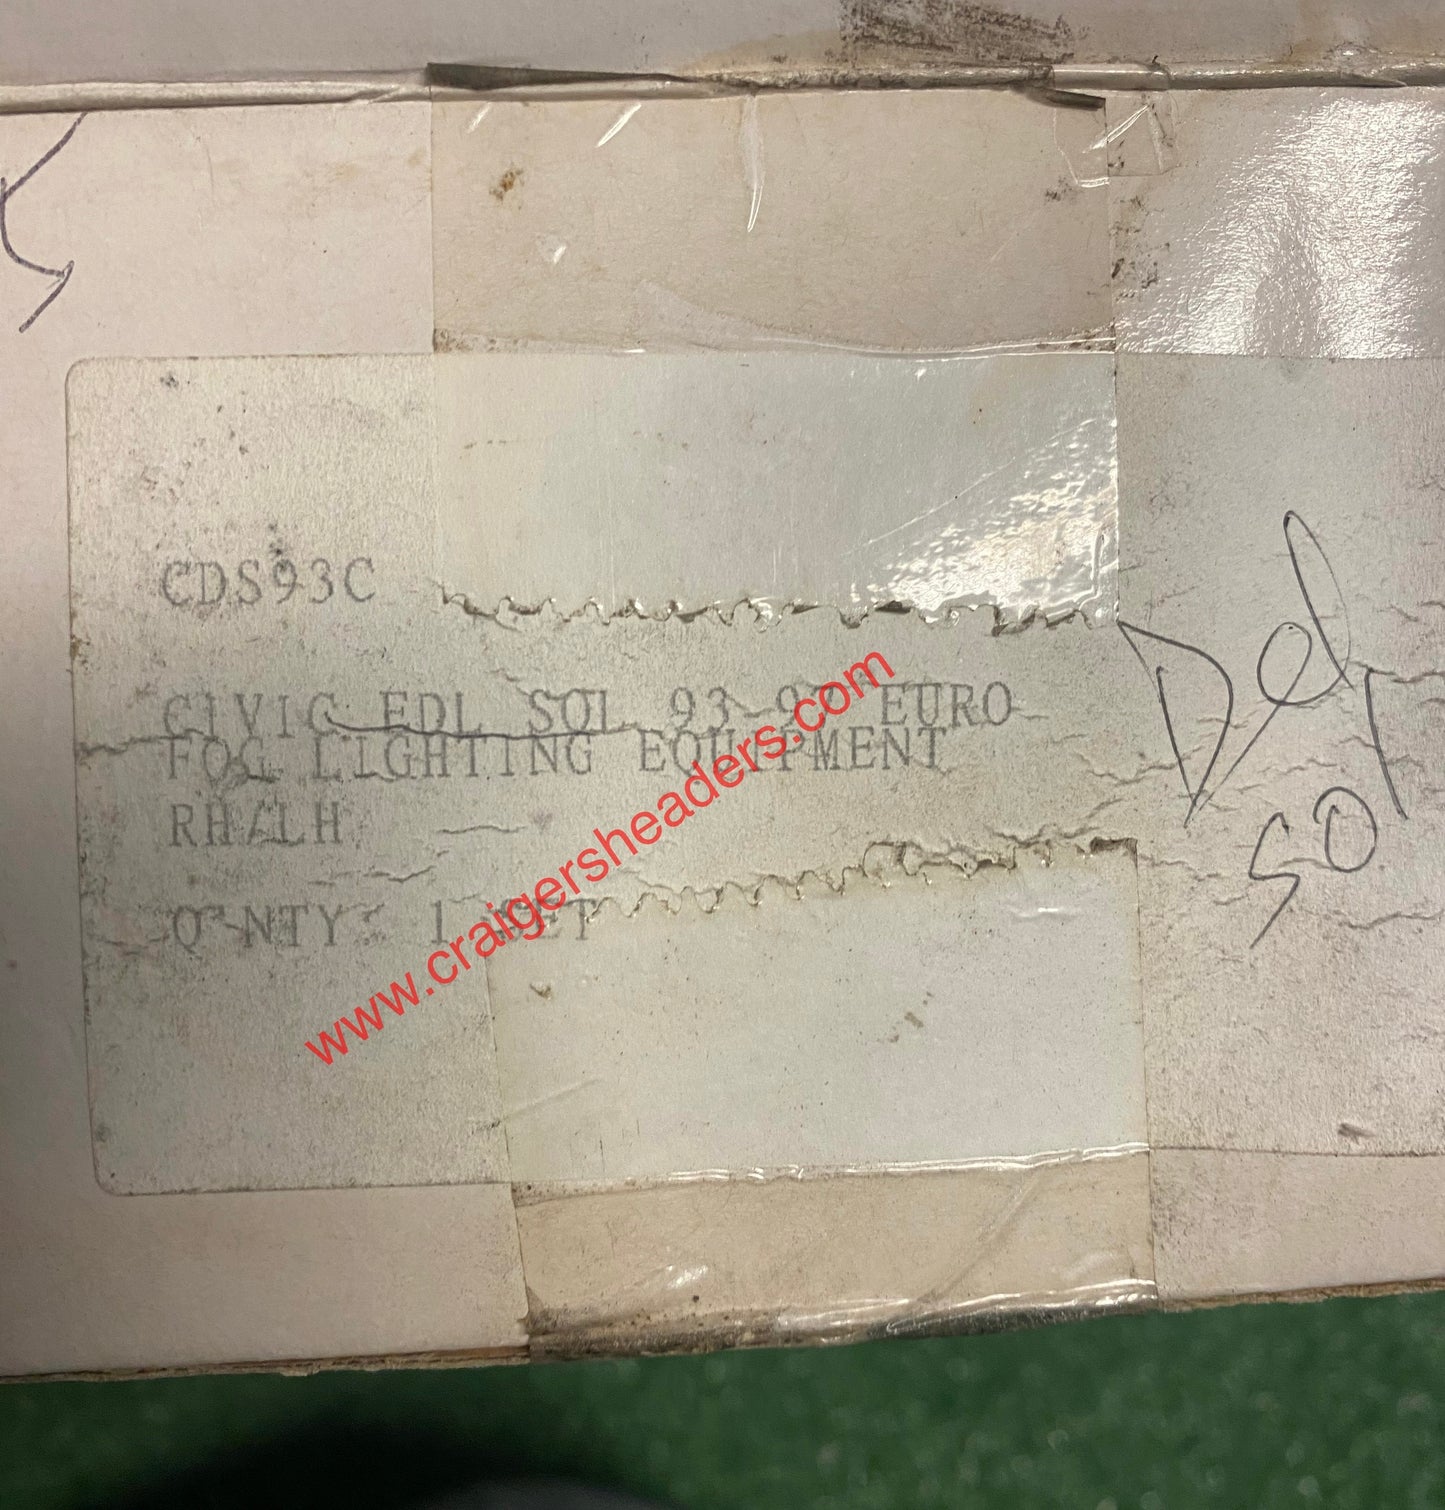 CDS93C
CIVIC EDL SOL 93-97 EURO
FOG LIGHTING EQUIPMENT
RH/LH
Q'NTY: 1 SET
Del
sol
www.craigersheaders.com